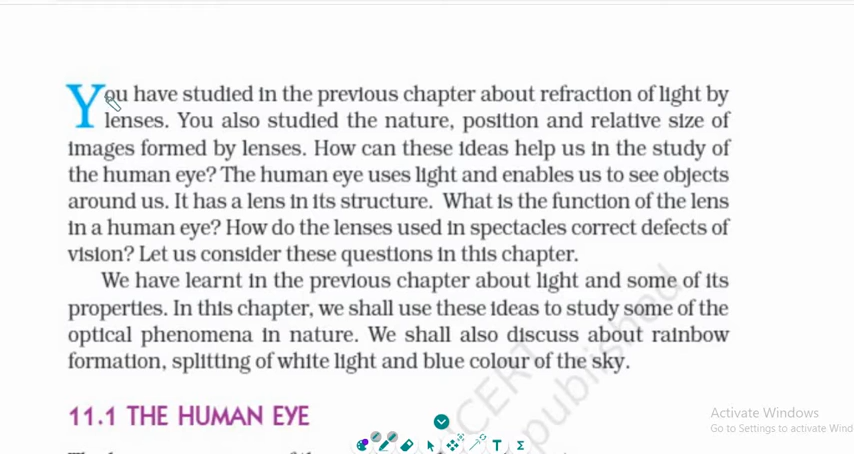 You have studied in the previous chapter about refraction of light by
lenses. You also studied the nature, position and relative size of
images formed by lenses. How can these ideas help us in the study of
the human eye? The human eye uses light and enables us to see objects
around us. It has a lens in its structure. What is the function of the lens
in a human eye? How do the lenses used in spectacles correct defects of
vision? Let us consider these questions in this chapter.
We have learnt in the previous chapter about light and some of its
properties. In this chapter, we shall use these ideas to study some of the
optical phenomena in nature. We shall also discuss about rainbow
formation, splitting of white light and blue colour of the sky.
11.1 THE HUMAN EYE
Activate Windows
Go to Settings to activate Wind
T Σ
published